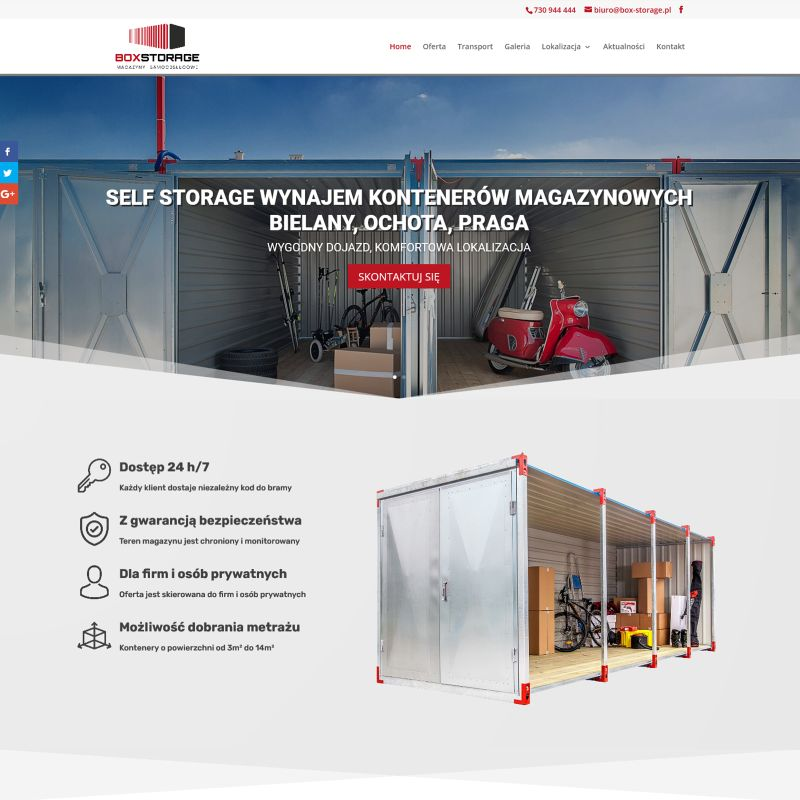 730 944 444 biuro@box-storage.pl
BOXSTORAGE
MAGAZYNY SAMOOBSŁUGOWE
Home Oferta Transport Galeria Lokalizacja Aktualności Kontakt
SELF STORAGE WYNAJEM KONTENERÓW MAGAZYNOWYCH
BIELANY, OCHOTA, PRAGA
WYGODNY DOJAZD, KOMFORTOWA LOKALIZACJA
SKONTAKTUJ SIĘ
Dostęp 24 h/7
Każdy klient dostaje niezależny kod do bramy
Z gwarancją bezpieczeństwa
Teren magazynu jest chroniony i monitorowany
Dla firm i osób prywatnych
Oferta jest skierowana do firm i osób prywatnych
Możliwość dobrania metrażu
Kontenery o powierzchni od 3m² do 14m²